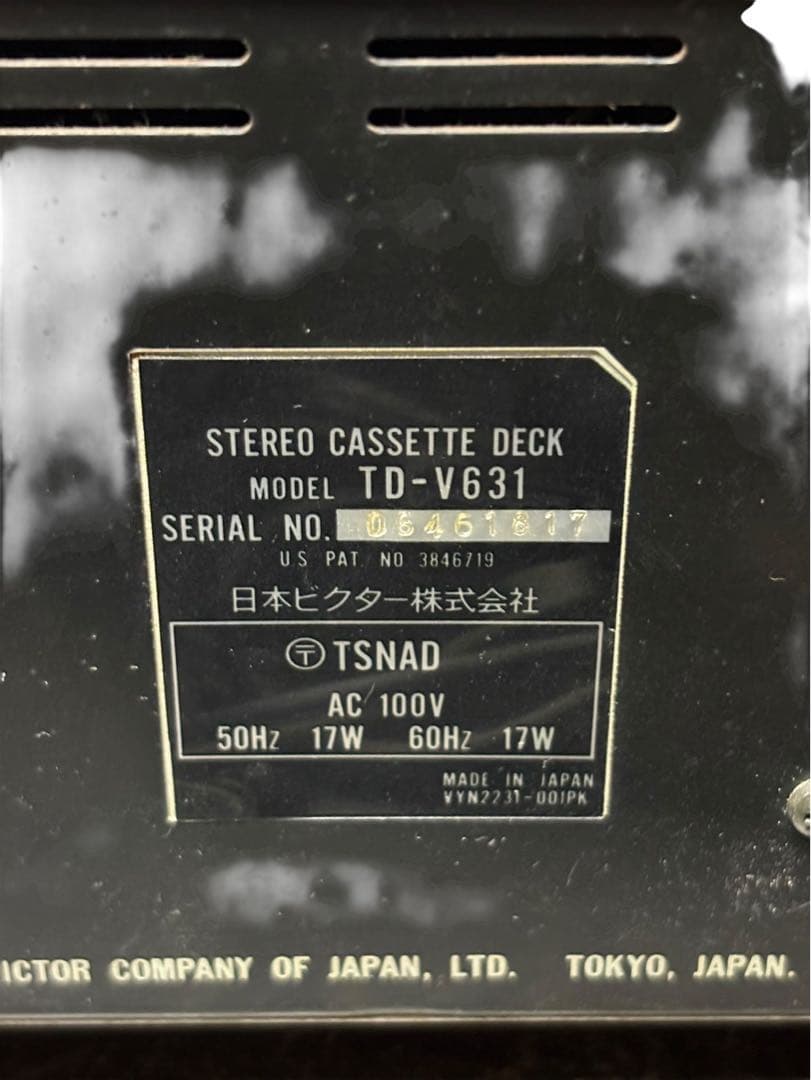 STEREO CASSETTE DECK
MODEL TD-V631
SERIAL NO.
U S PAT. NO 3846719
日本ビクター株式会社
〒 TSNAD
AC 100V
50Hz 17W 60Hz 17W
MADE IN JAPAN
VYN2231-001PK
ICTOR COMPANY OF JAPAN, LTD. TOKYO, JAPAN.